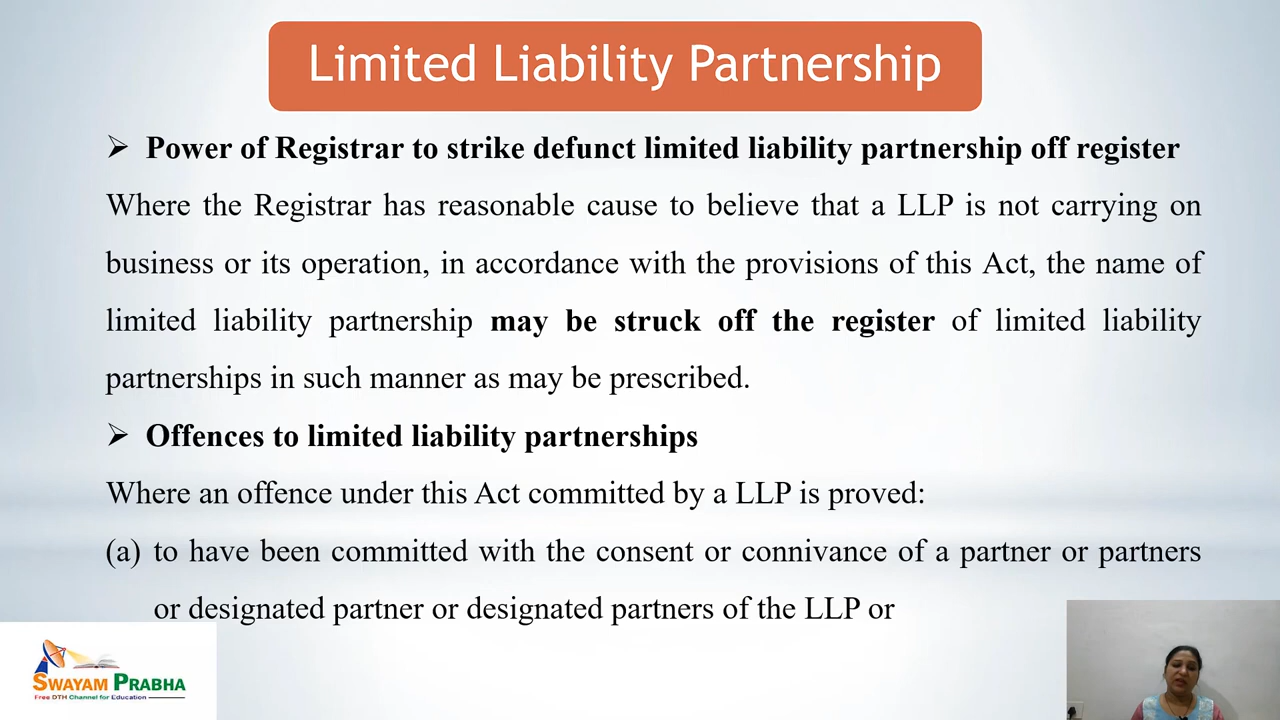 Limited Liability Partnership
Power of Registrar to strike defunct limited liability partnership off register
Where the Registrar has reasonable cause to believe that a LLP is not carrying on
business or its operation, in accordance with the provisions of this Act, the name of
limited liability partnership may be struck off the register of limited liability
partnerships in such manner as may be prescribed.
Offences to limited liability partnerships
Where an offence under this Act committed by a LLP is proved:
(a) to have been committed with the consent or connivance of a partner or partners
or designated partner or designated partners of the LLP or
SWAYAM PRABHA
Free DTH Channel for Education